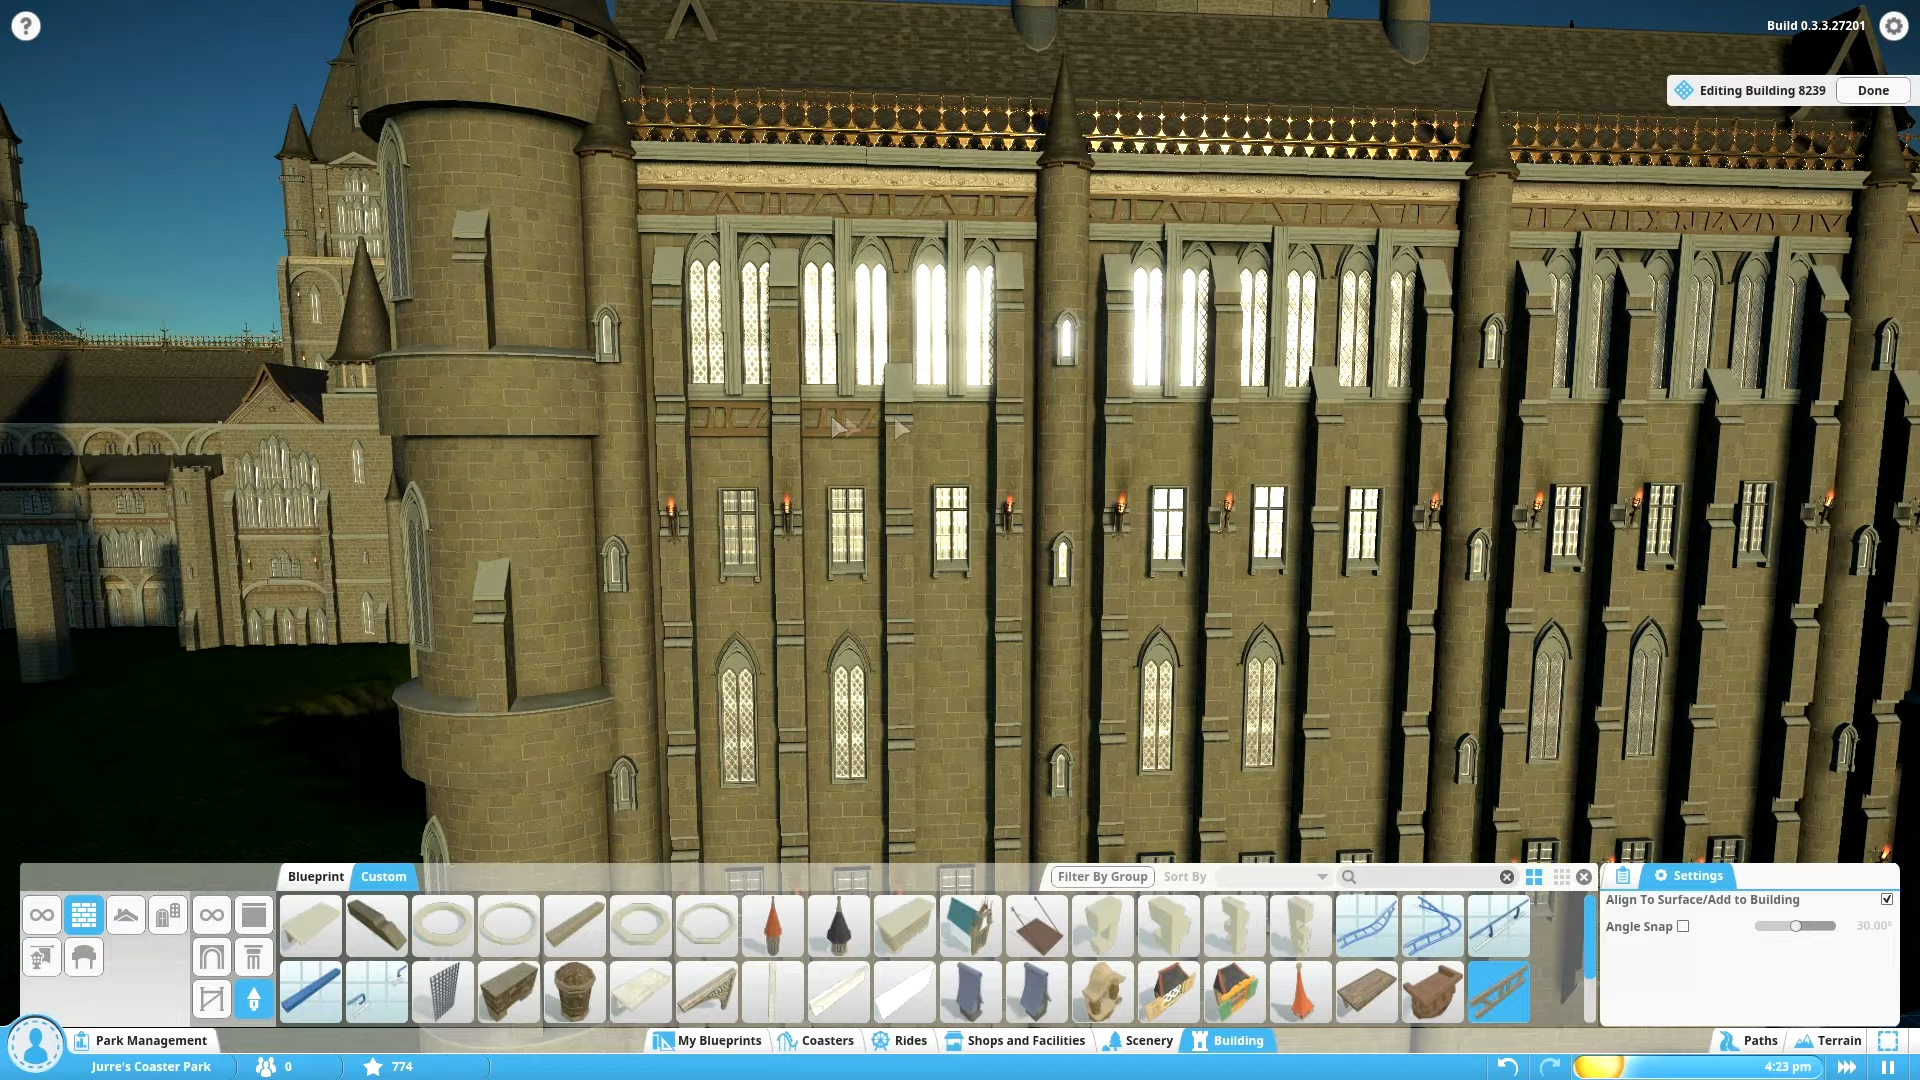 ?
Build 0.3.3.27201
Editing Building 8239
Done
Blueprint
Custom
Filter By Group
Sort By
Settings
Align To Surface/Add to Building
Angle Snap
30.00°
Park Management
My Blueprints
Coasters
Rides
Shops and Facilities
Scenery
Building
Paths
Terrain
Jurre's Coaster Park
0
774
4:23 pm